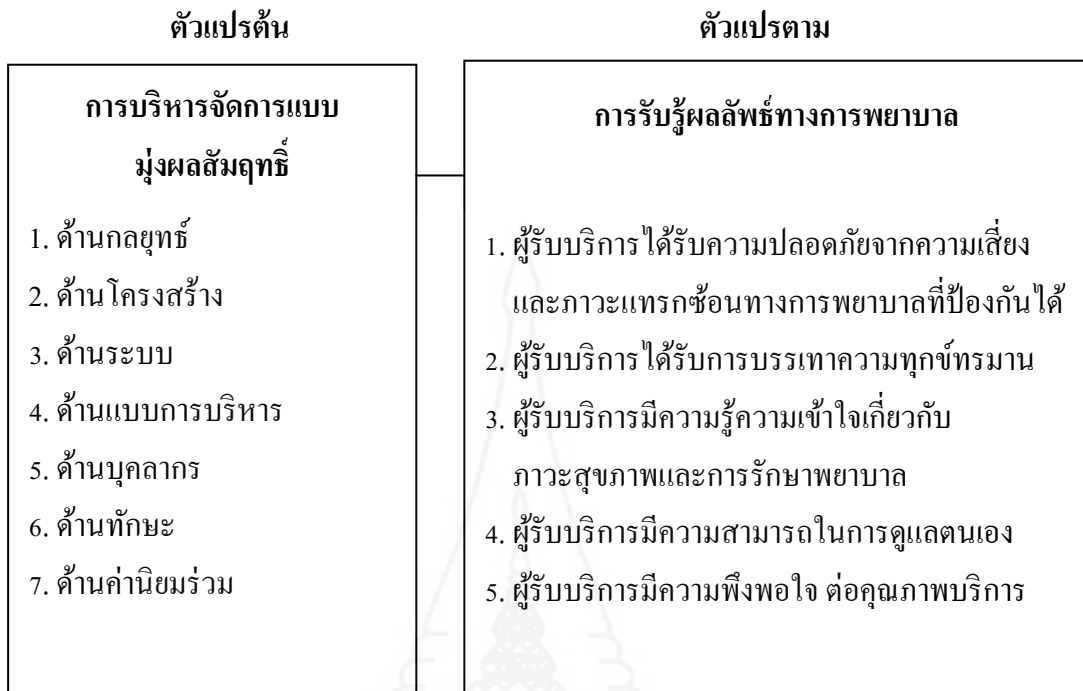 ตัวแปรต้น
ตัวแปรตาม
การบริหารจัดการแบบ
มุ่งผลสัมฤทธิ์
1. ด้านกลยุทธ์
2. ด้านโครงสร้าง
3. ด้านระบบ
4. ด้านแบบการบริหาร
5. ด้านบุคลากร
6. ด้านทักษะ
7. ด้านค่านิยมร่วม
การรับรู้ผลลัพธ์ทางการพยาบาล
1. ผู้รับบริการได้รับความปลอดภัยจากความเสี่ยง
และภาวะแทรกซ้อนทางการพยาบาลที่ป้องกันได้
2. ผู้รับบริการได้รับการบรรเทาความทุกข์ทรมาน
3. ผู้รับบริการมีความรู้ความเข้าใจเกี่ยวกับ
ภาวะสุขภาพและการรักษาพยาบาล
4. ผู้รับบริการมีความสามารถในการดูแลตนเอง
5. ผู้รับบริการมีความพึงพอใจ ต่อคุณภาพบริการ